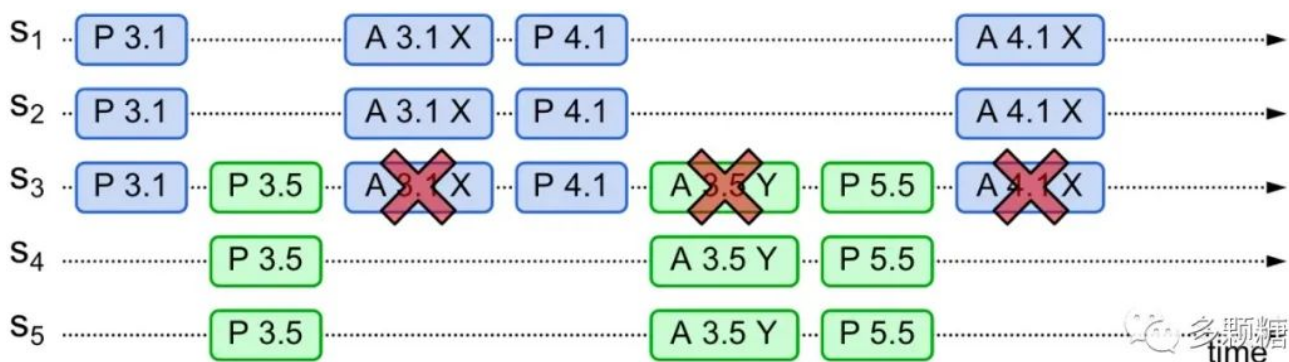 S1 P 3.1 A 3.1 X P 4.1 A 4.1 X
S2 P 3.1 A 3.1 X P 4.1 A 4.1 X
S3 P 3.1 P 3.5 A 3.1 X P 4.1 A 3.5 Y P 5.5 A 4.1 X
S4 P 3.5 A 3.5 Y P 5.5
S5 P 3.5 A 3.5 Y P 5.5
多颗糖
time